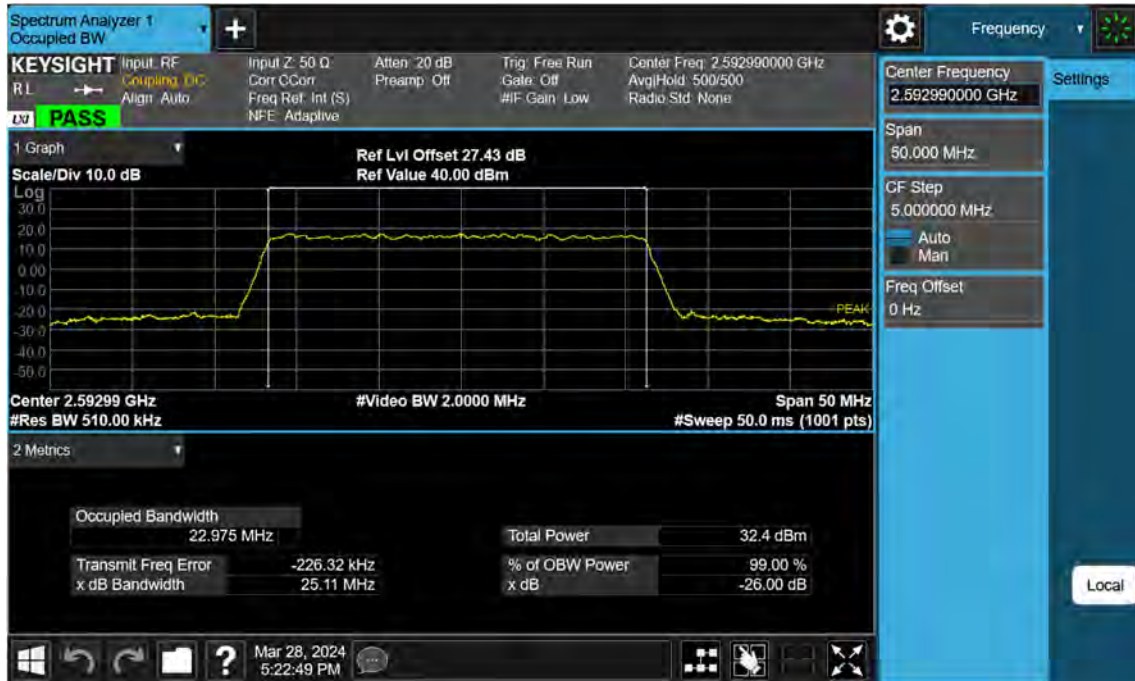 Spectrum Analyzer 1
Occupied BW
+
Frequency
KEYSIGHT
RL
LXI PASS
Input: RF
Coupling: DC
Align: Auto
Input Z: 50 Ω
Corr CCorr
Freq Ref: Int (S)
NFE: Adaptive
Atten: 20 dB
Preamp: Off
Trig: Free Run
Gate: Off
#IF Gain: Low
Center Freq: 2.592990000 GHz
Avg|Hold: 500/500
Radio Std: None
Center Frequency
2.592990000 GHz
Settings
Span
50.000 MHz
CF Step
5.000000 MHz
Auto
Man
Freq Offset
0 Hz
1 Graph
Scale/Div 10.0 dB
Ref Lvl Offset 27.43 dB
Ref Value 40.00 dBm
Log
30.0
20.0
10.0
0.00
-10.0
-20.0
-30.0
-40.0
-50.0
PEAK
Center 2.59299 GHz
#Video BW 2.0000 MHz
Span 50 MHz
#Res BW 510.00 kHz
#Sweep 50.0 ms (1001 pts)
2 Metrics
Occupied Bandwidth
22.975 MHz
Total Power 32.4 dBm
Transmit Freq Error -226.32 kHz
% of OBW Power 99.00 %
x dB Bandwidth 25.11 MHz
x dB -26.00 dB
Local
?
Mar 28, 2024
5:22:49 PM